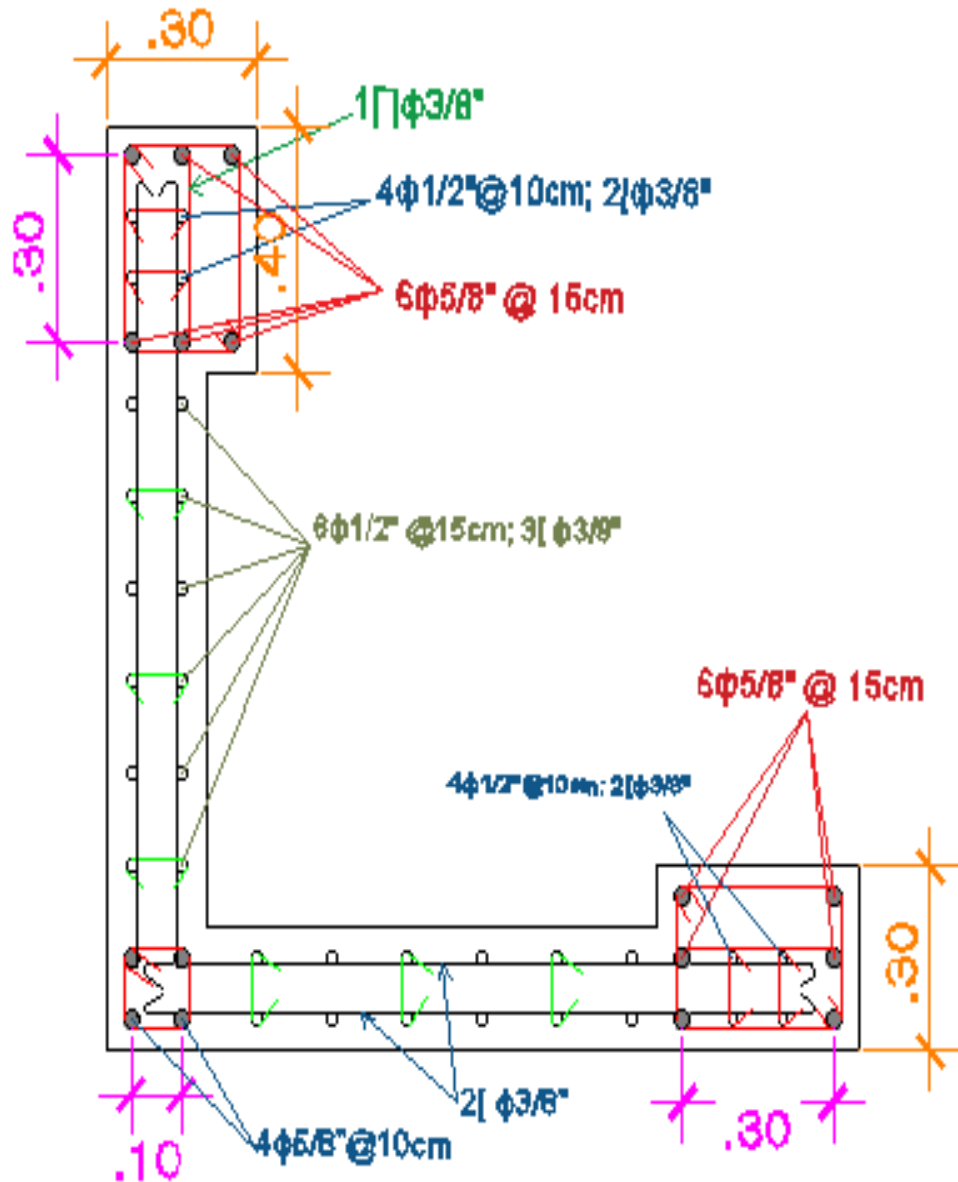 .30
1∏ϕ3/8"
4ϕ1/2"@10cm; 2[ϕ3/8"
.30
.40
6ϕ5/8" @ 15cm
6ϕ1/2" @15cm; 3[ ϕ3/8"
6ϕ5/8" @ 15cm
4ϕ1/2"@10cm; 2[ϕ3/8"
.30
2[ ϕ3/8"
4ϕ5/8"@10cm
.10
.30